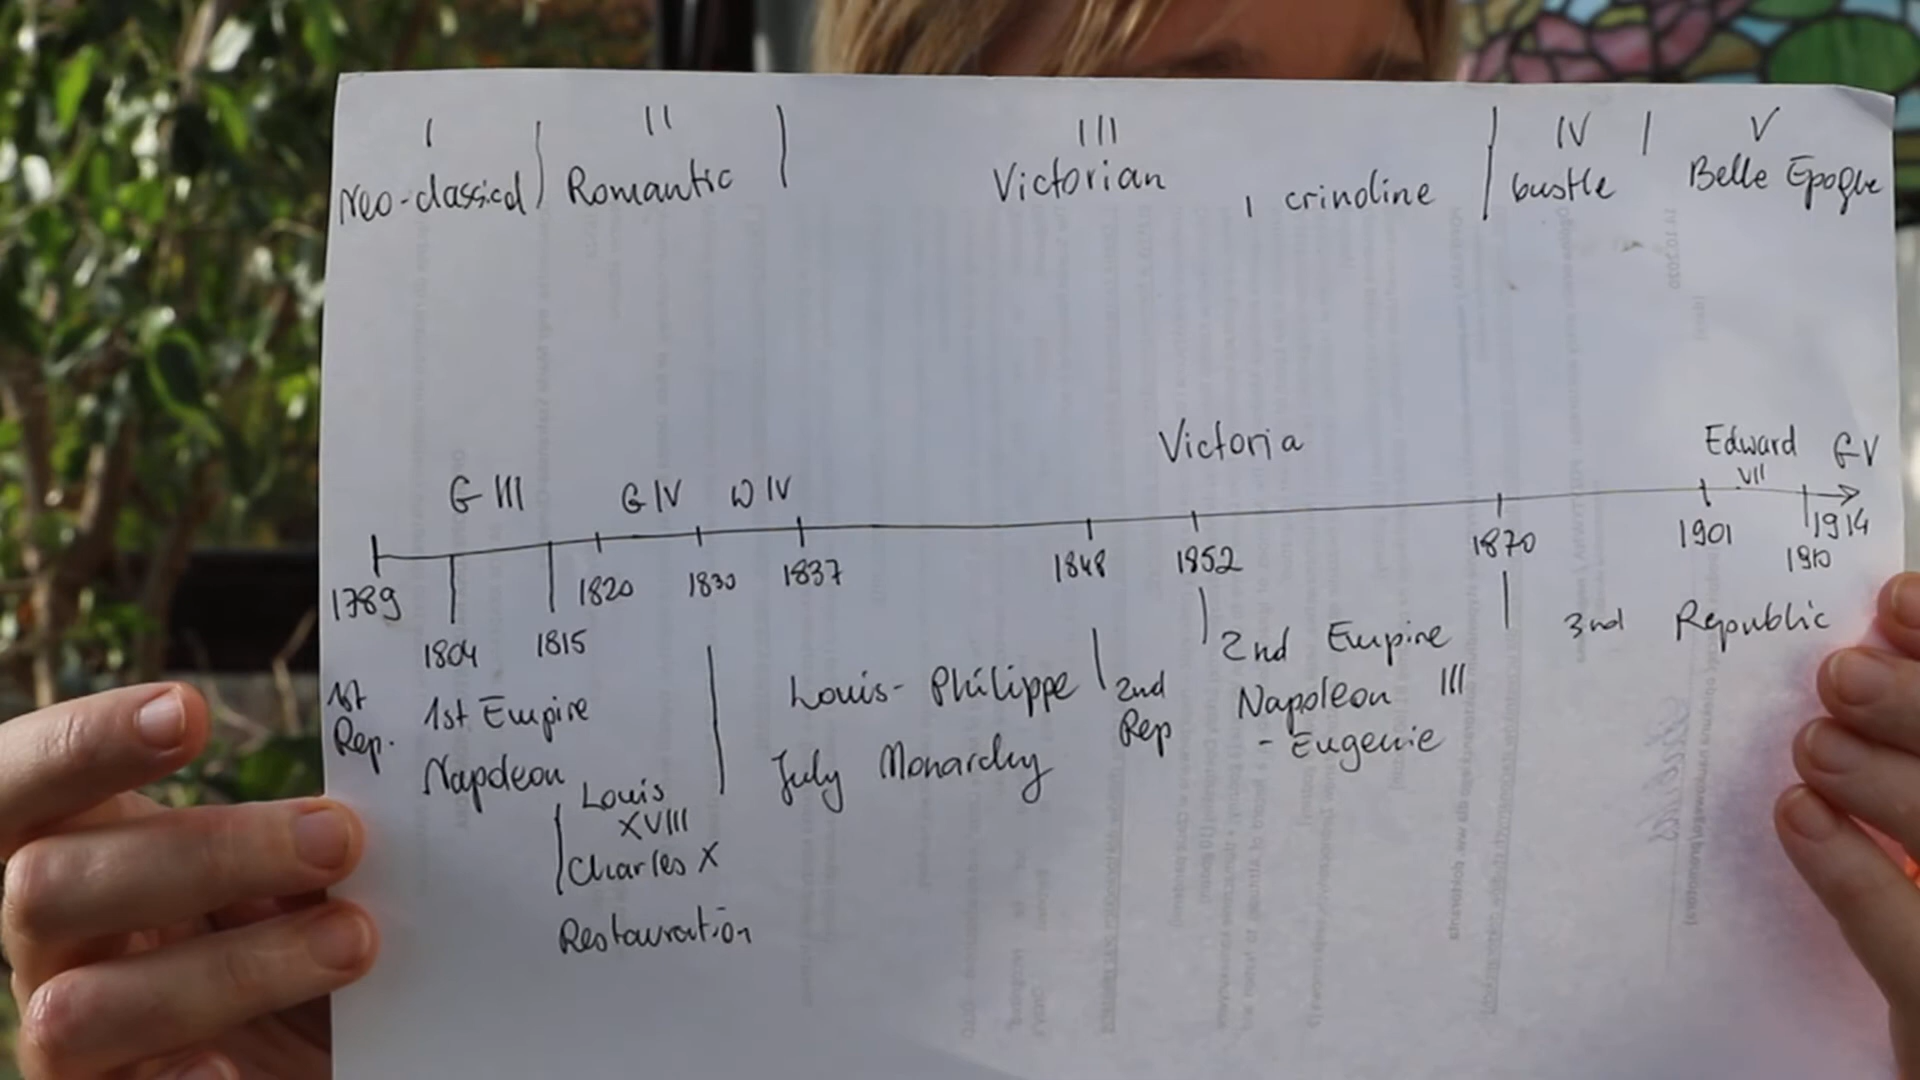 I II III IV V
Neo-classical Romantic Victorian , crinoline bustle Belle Epoque
Victoria
Edward VII G V
G III G IV W IV
1789 1804 1815 1820 1830 1837 1848 1852 1870 1901 1910 1914
1st Rep.
1st Empire
Napoleon
Louis XVIII
Charles X
Restauration
Louis-Philippe
July Monarchy
2nd Rep
2nd Empire
Napoleon III
- Eugenie
3nd Republic